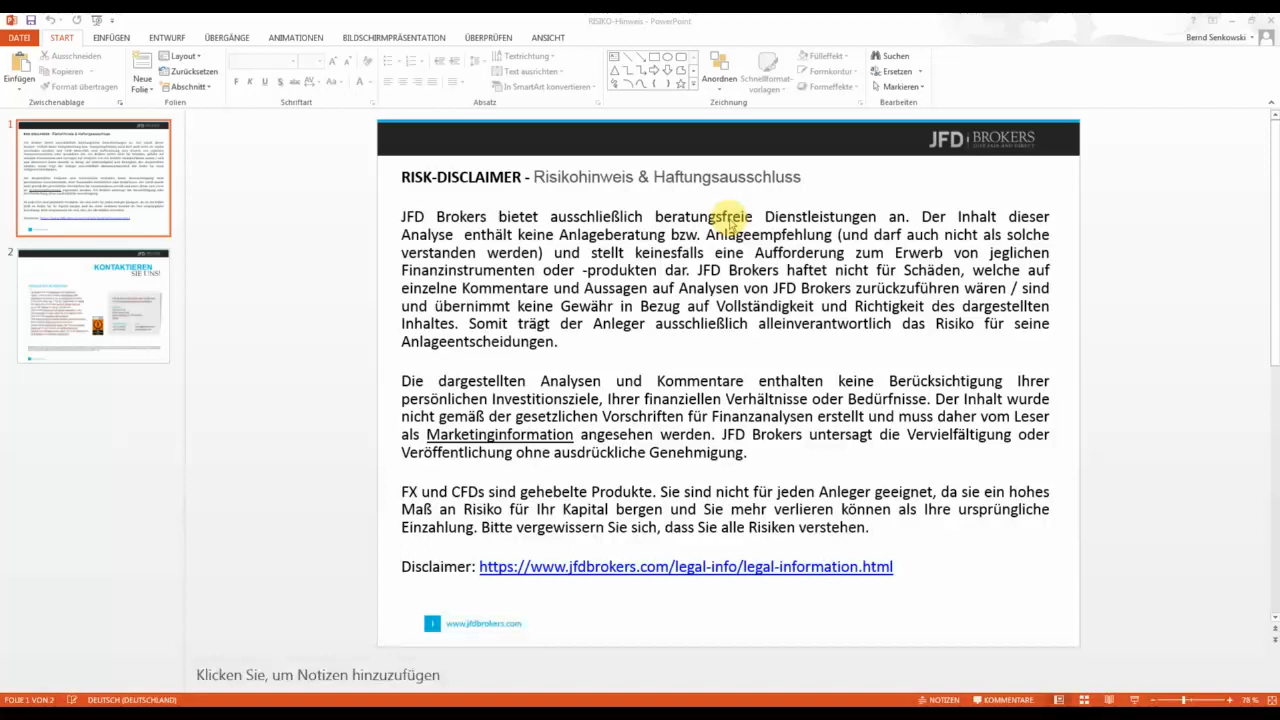 RISIKO-Hinweis - PowerPoint
Bernd Senkowski
DATEI START EINFÜGEN ENTWURF ÜBERGÄNGE ANIMATIONEN BILDSCHIRMPRÄSENTATION ÜBERPRÜFEN ANSICHT
Einfügen
Ausschneiden
Kopieren
Format übertragen
Zwischenablage
Neue Folie
Layout
Zurücksetzen
Abschnitt
Folien
F K U S abc AV Aa A
Schriftart
Textrichtung
Text ausrichten
In SmartArt konvertieren
Absatz
Anordnen
Schnellformat-
vorlagen
Fülleffekt
Formkontur
Formeffekte
Zeichnung
Suchen
Ersetzen
Markieren
Bearbeiten
1
2
KONTAKTIEREN
SIE UNS!
JFD BROKERS
RISK-DISCLAIMER - Risikohinweis & Haftungsausschluss
JFD Brokers bietet ausschließlich beratungsfreie Dienstleistungen an. Der Inhalt dieser
Analyse enthält keine Anlageberatung bzw. Anlageempfehlung (und darf auch nicht als solche
verstanden werden) und stellt keinesfalls eine Aufforderung zum Erwerb von jeglichen
Finanzinstrumenten oder -produkten dar. JFD Brokers haftet nicht für Schäden, welche auf
einzelne Kommentare und Aussagen auf Analysen von JFD Brokers zurückzuführen wären / sind
und übernimmt keine Gewähr in Bezug auf Vollständigkeit und Richtigkeit des dargestellten
Inhaltes. Somit trägt der Anleger ausschließlich alleinverantwortlich das Risiko für seine
Anlageentscheidungen.
Die dargestellten Analysen und Kommentare enthalten keine Berücksichtigung Ihrer
persönlichen Investitionsziele, Ihrer finanziellen Verhältnisse oder Bedürfnisse. Der Inhalt wurde
nicht gemäß der gesetzlichen Vorschriften für Finanzanalysen erstellt und muss daher vom Leser
als Marketinginformation angesehen werden. JFD Brokers untersagt die Vervielfältigung oder
Veröffentlichung ohne ausdrückliche Genehmigung.
FX und CFDs sind gehebelte Produkte. Sie sind nicht für jeden Anleger geeignet, da sie ein hohes
Maß an Risiko für Ihr Kapital bergen und Sie mehr verlieren können als Ihre ursprüngliche
Einzahlung. Bitte vergewissern Sie sich, dass Sie alle Risiken verstehen.
Disclaimer: https://www.jfdbrokers.com/legal-info/legal-information.html
www.jfdbrokers.com
Klicken Sie, um Notizen hinzuzufügen
FOLIE 1 VON 2 DEUTSCH (DEUTSCHLAND) NOTIZEN KOMMENTARE 78 %